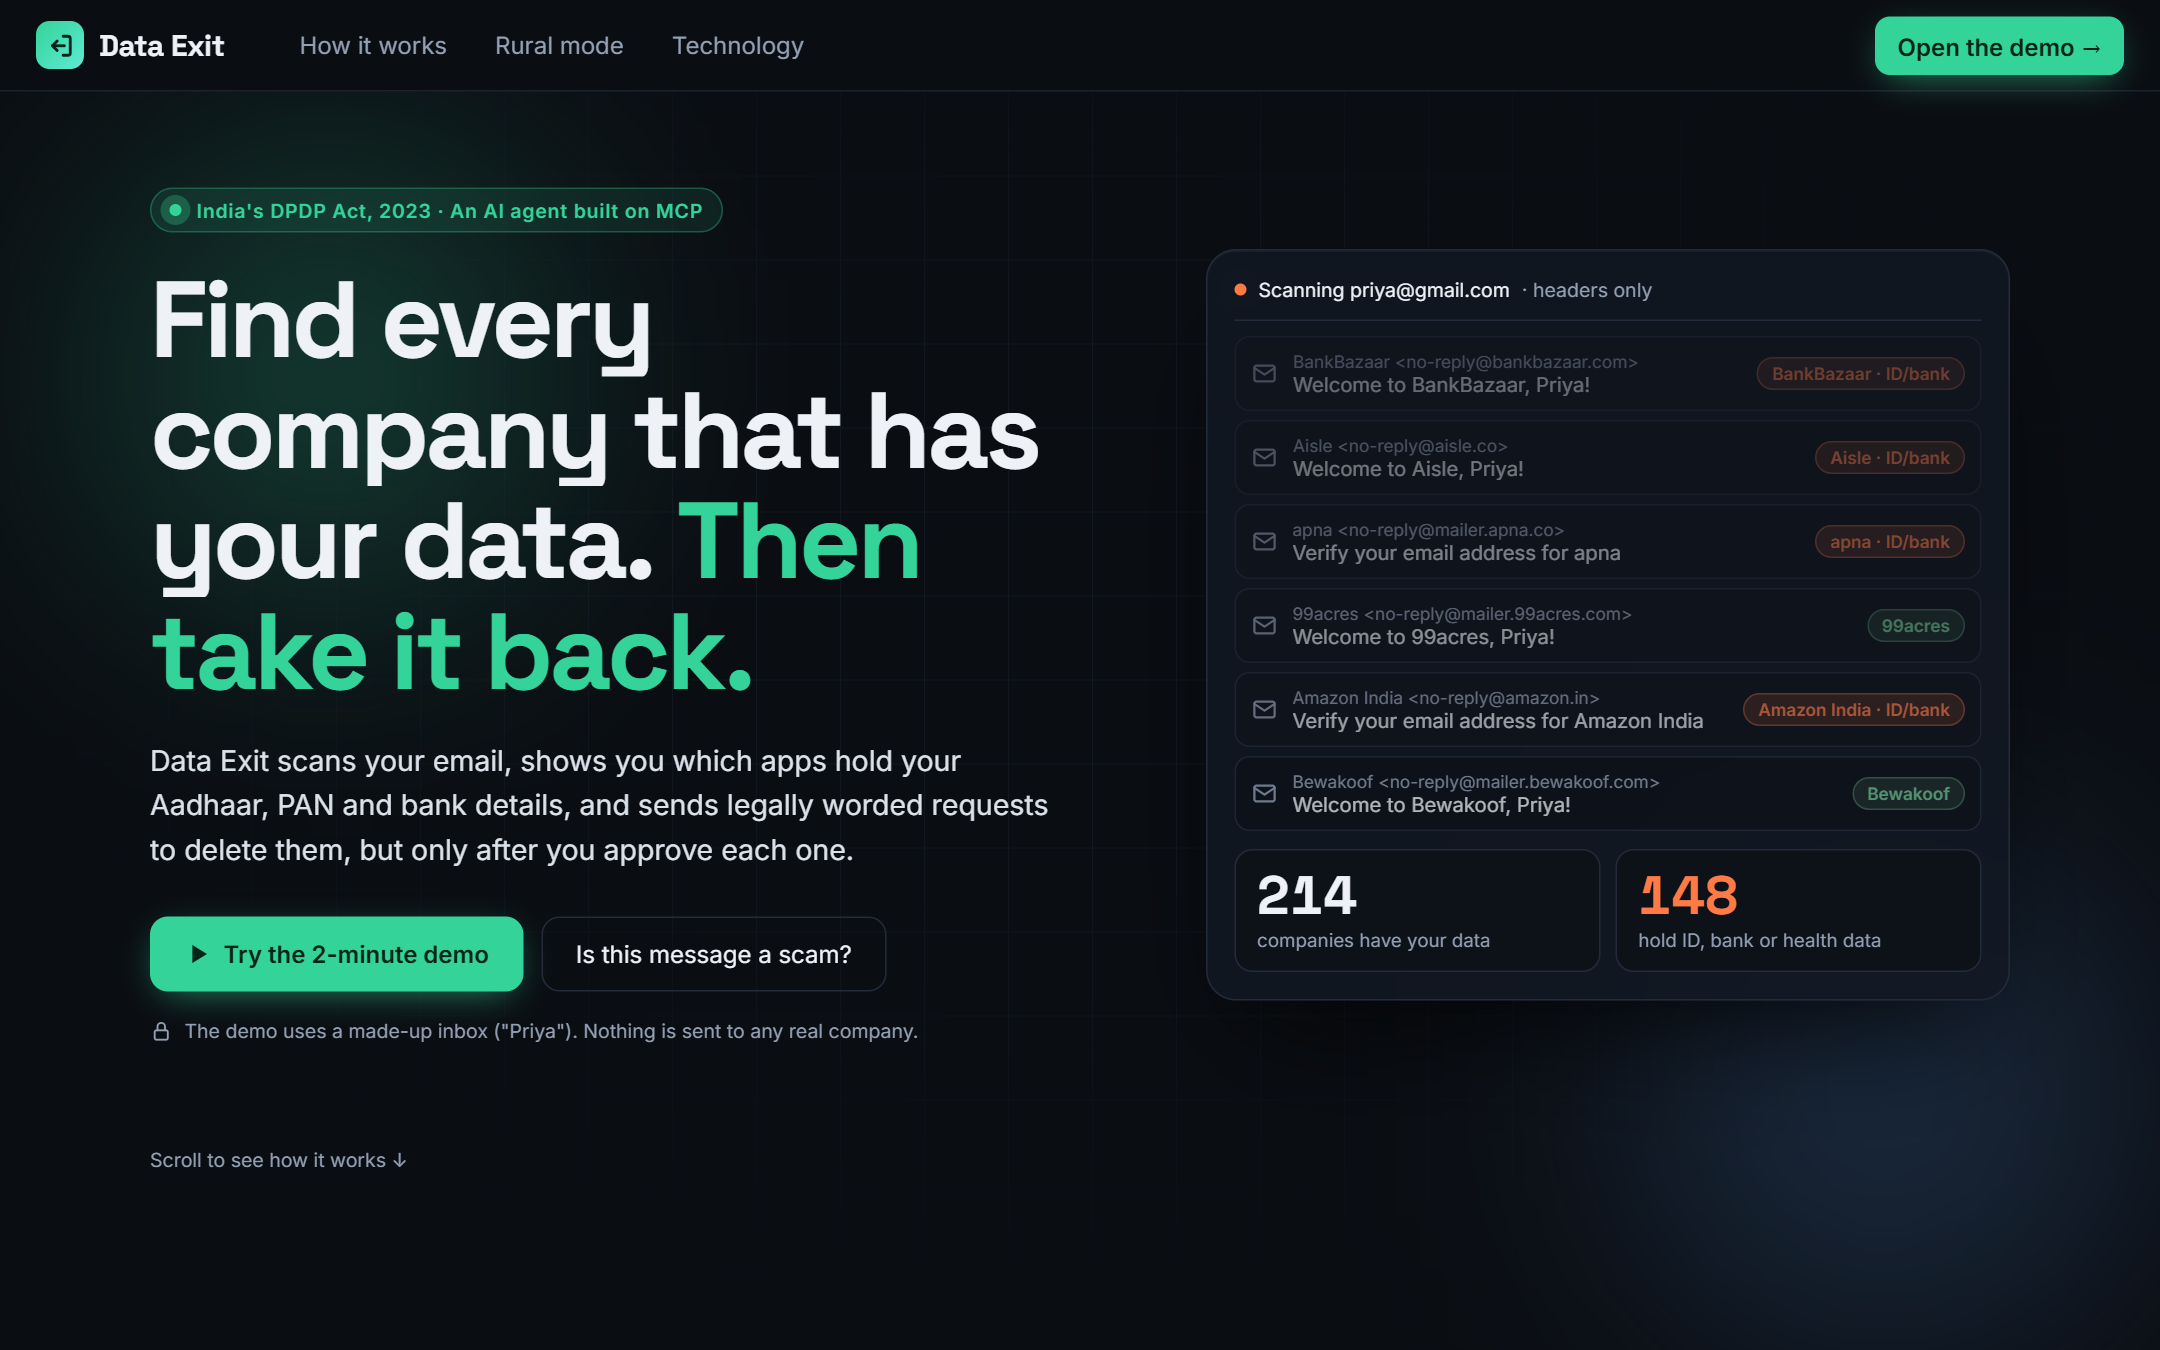 Data Exit
How it works
Rural mode
Technology
Open the demo →
India's DPDP Act, 2023 · An AI agent built on MCP
Find every
company that has
your data. Then
take it back.
Data Exit scans your email, shows you which apps hold your
Aadhaar, PAN and bank details, and sends legally worded requests
to delete them, but only after you approve each one.
Try the 2-minute demo
Is this message a scam?
The demo uses a made-up inbox ("Priya"). Nothing is sent to any real company.
Scroll to see how it works ↓
Scanning priya@gmail.com · headers only
BankBazaar <no-reply@bankbazaar.com>
Welcome to BankBazaar, Priya!
BankBazaar · ID/bank
Aisle <no-reply@aisle.co>
Welcome to Aisle, Priya!
Aisle · ID/bank
apna <no-reply@mailer.apna.co>
Verify your email address for apna
apna · ID/bank
99acres <no-reply@mailer.99acres.com>
Welcome to 99acres, Priya!
99acres
Amazon India <no-reply@amazon.in>
Verify your email address for Amazon India
Amazon India · ID/bank
Bewakoof <no-reply@mailer.bewakoof.com>
Welcome to Bewakoof, Priya!
Bewakoof
214
companies have your data
148
hold ID, bank or health data